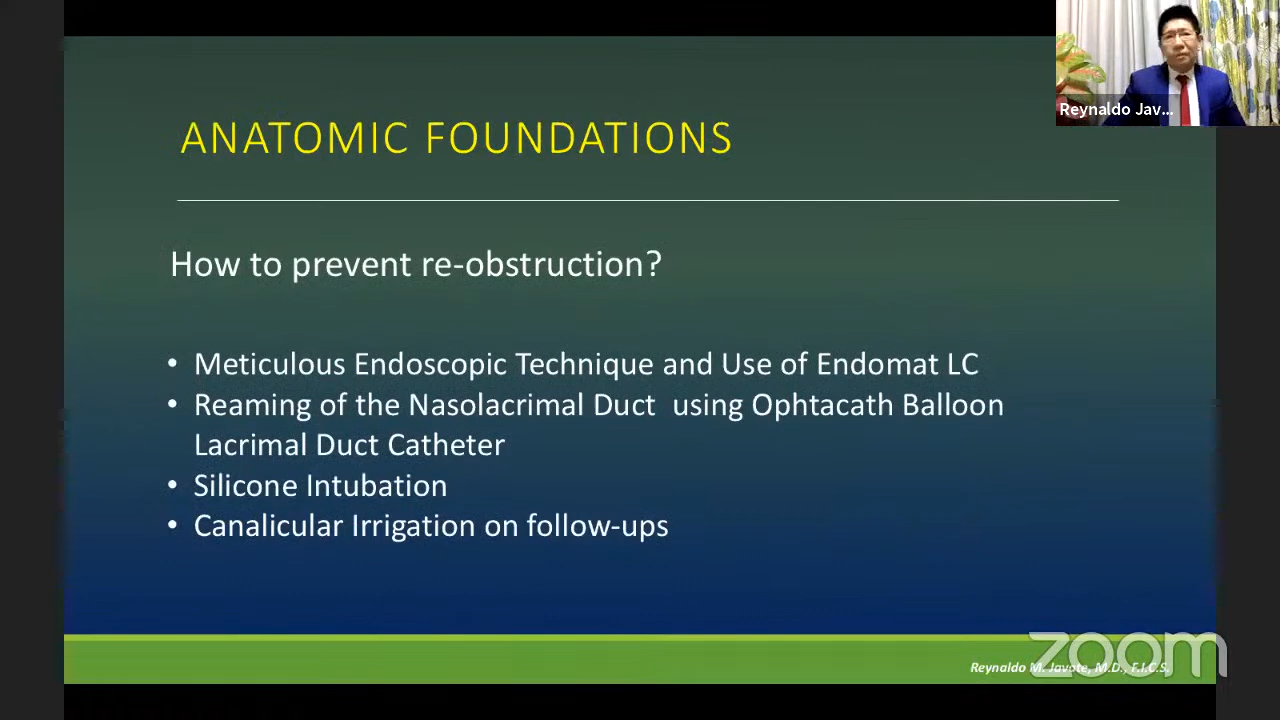 Reynaldo Jav...
ANATOMIC FOUNDATIONS
How to prevent re-obstruction?
• Meticulous Endoscopic Technique and Use of Endomat LC
• Reaming of the Nasolacrimal Duct using Ophtacath Balloon
Lacrimal Duct Catheter
• Silicone Intubation
• Canalicular Irrigation on follow-ups
Reynaldo M. Javate, M.D., F.I.C.S.
zoom